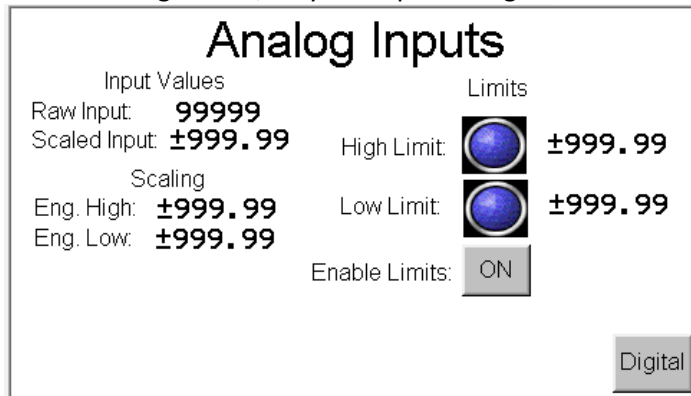 Analog Inputs
Input Values
Raw Input: 99999
Scaled Input: ±999.99
Scaling
Eng. High: ±999.99
Eng. Low: ±999.99
Limits
High Limit: ±999.99
Low Limit: ±999.99
Enable Limits: ON
Digital